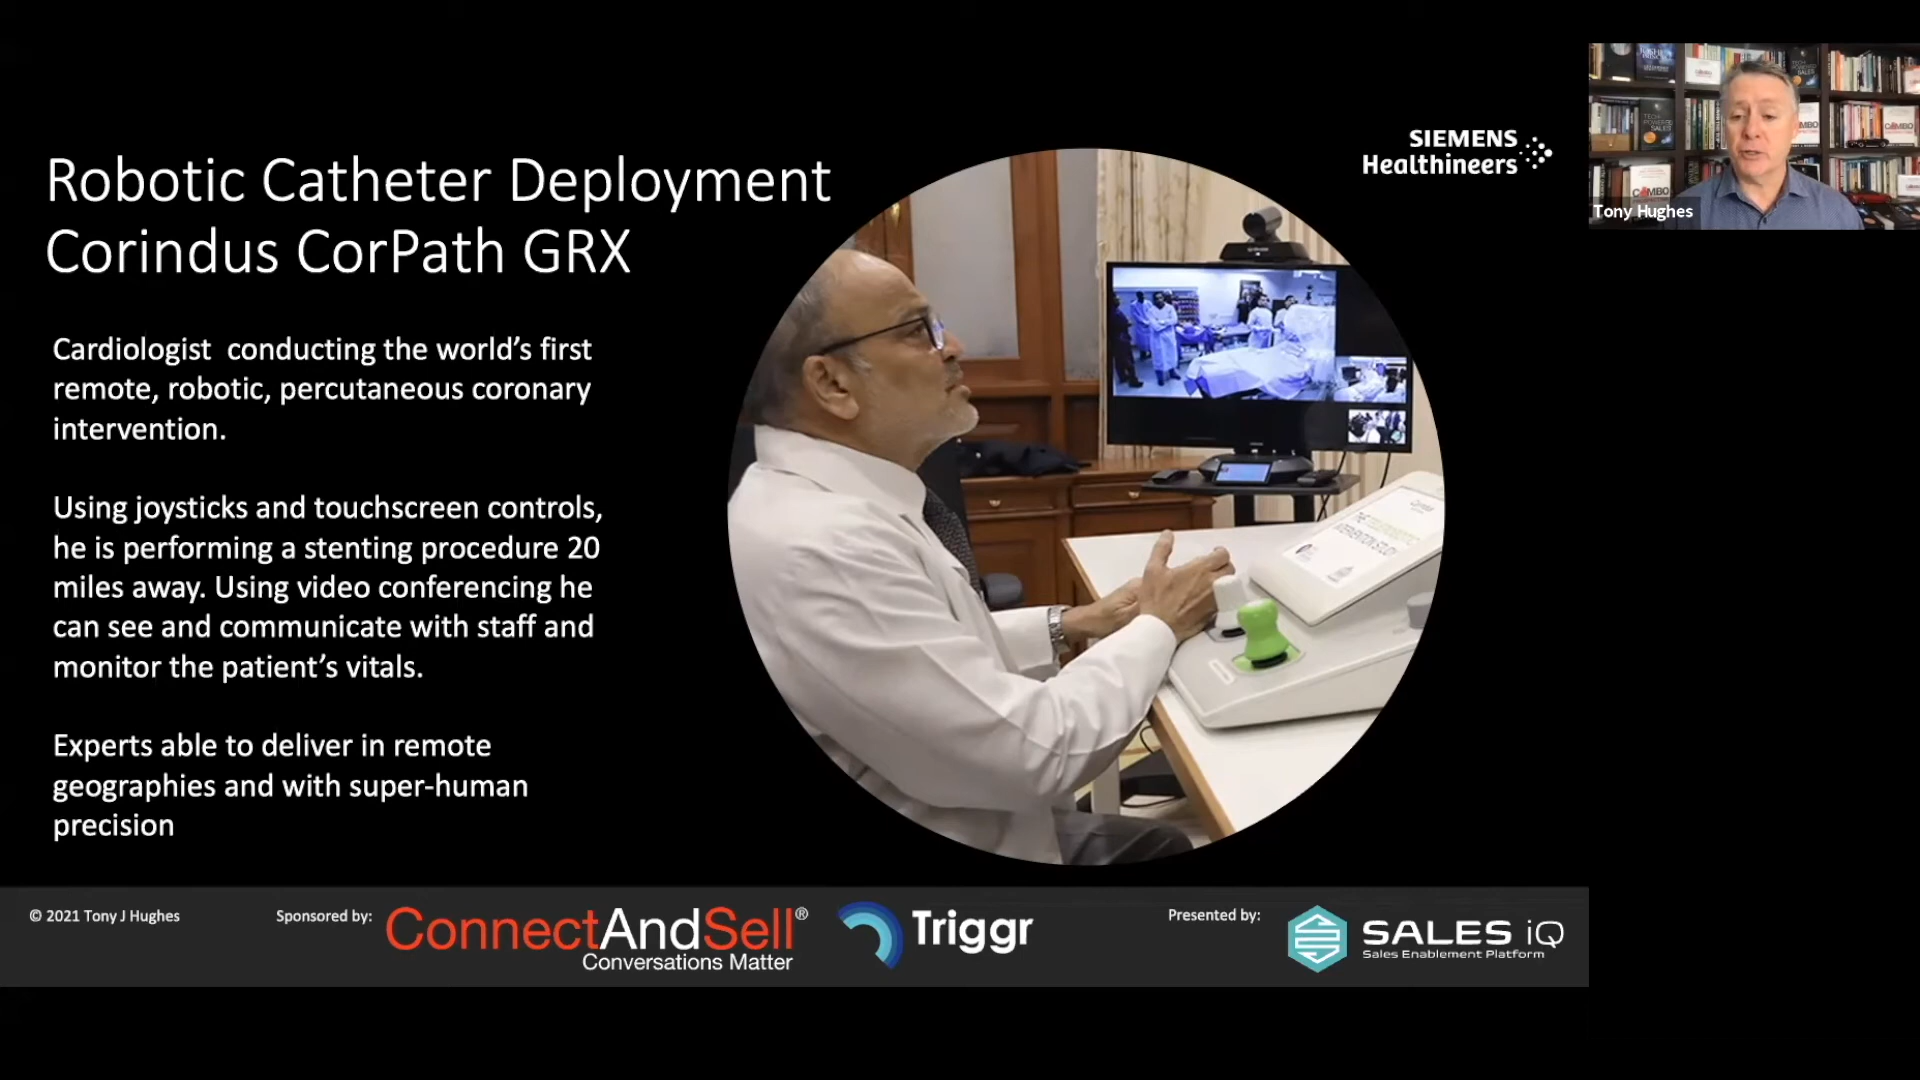 Robotic Catheter Deployment
Corindus CorPath GRX
Cardiologist  conducting the world’s first
remote, robotic, percutaneous coronary
intervention.
Using joysticks and touchscreen controls,
he is performing a stenting procedure 20
miles away. Using video conferencing he
can see and communicate with staff and
monitor the patient’s vitals.
Experts able to deliver in remote
geographies and with super-human
precision
SIEMENS
Healthineers
TECH
POWERED
SALES
COMBO
Tony Hughes
© 2021 Tony J Hughes
Sponsored by:
ConnectAndSell®
Conversations Matter
Triggr
Presented by:
SALES iQ
Sales Enablement Platform